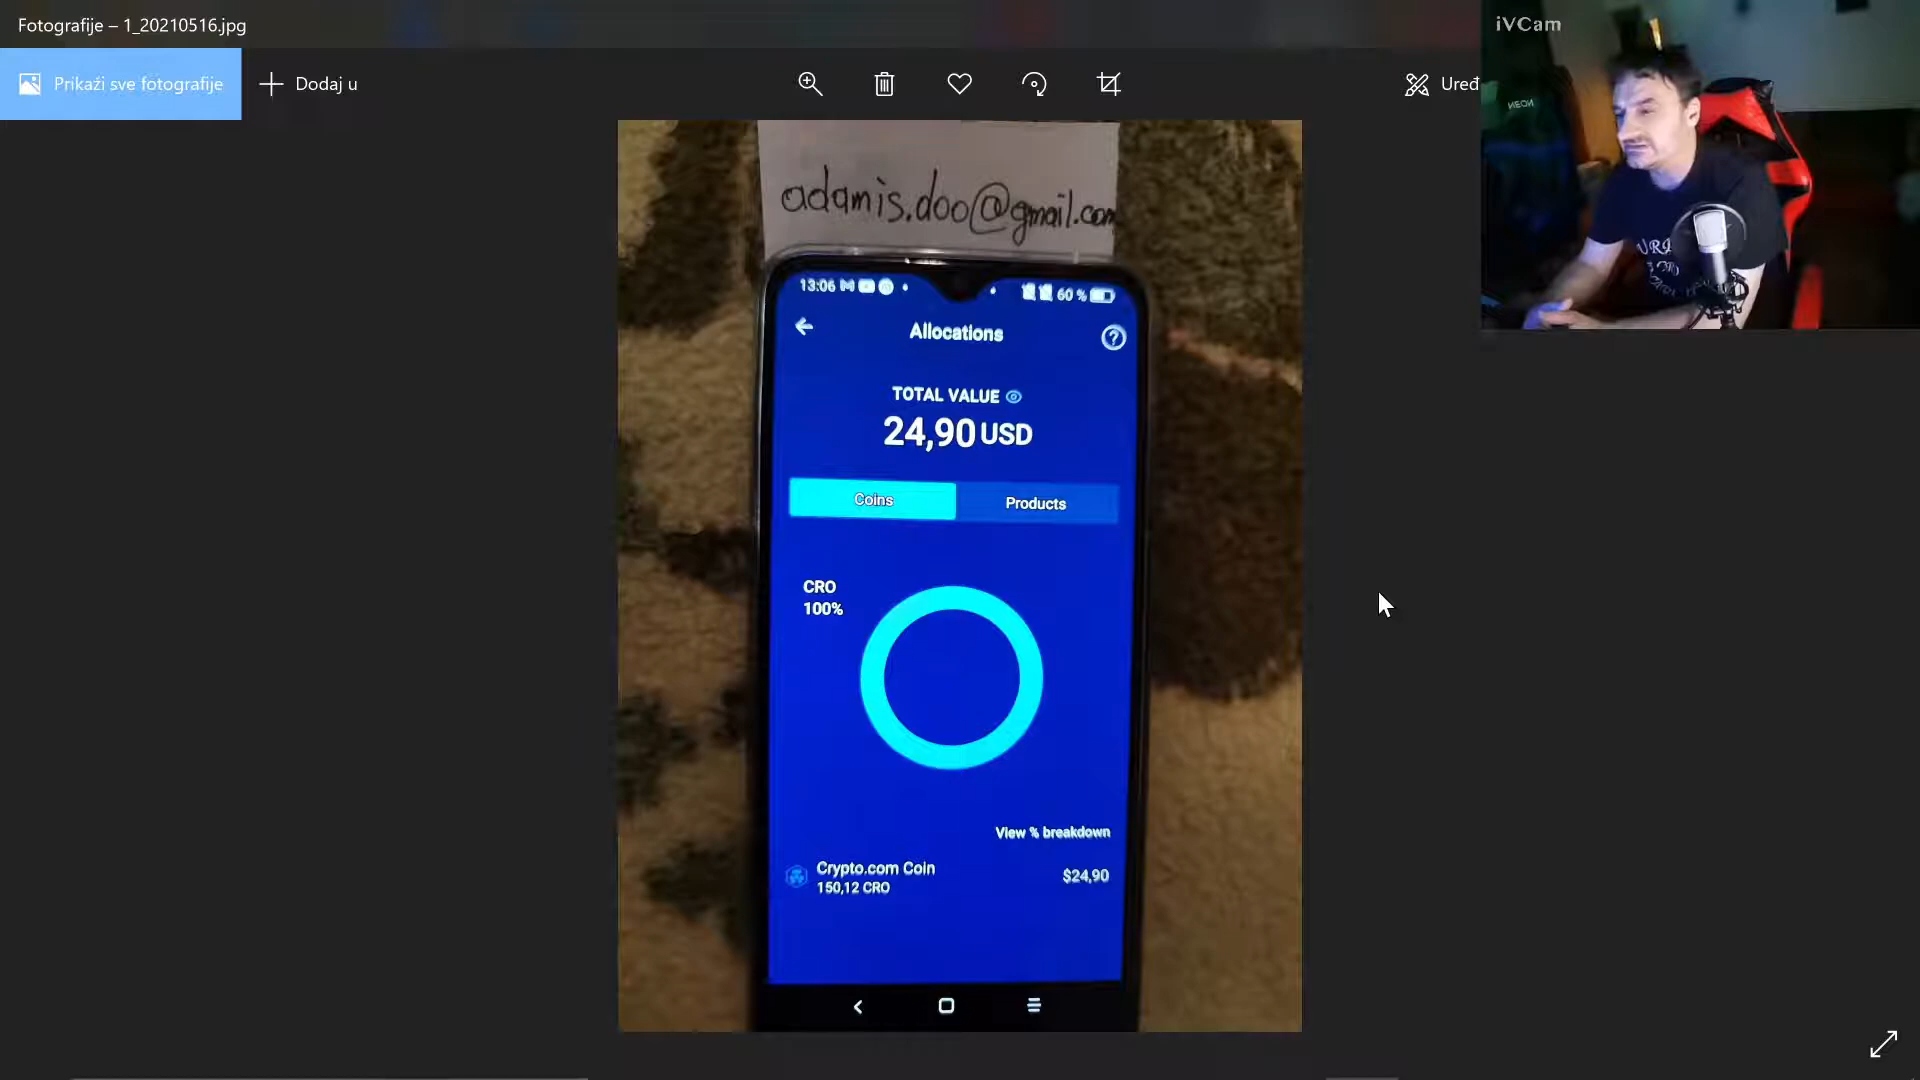 Fotografije – 1_20210516.jpg
iVCam
Prikaži sve fotografije
Dodaj u
Uređ
NEON
adamis.doo@gmail.com
13:06
60 %
Allocations
TOTAL VALUE
24,90 USD
Coins
Products
CRO
100%
View % breakdown
Crypto.com Coin
$24,90
150,12 CRO